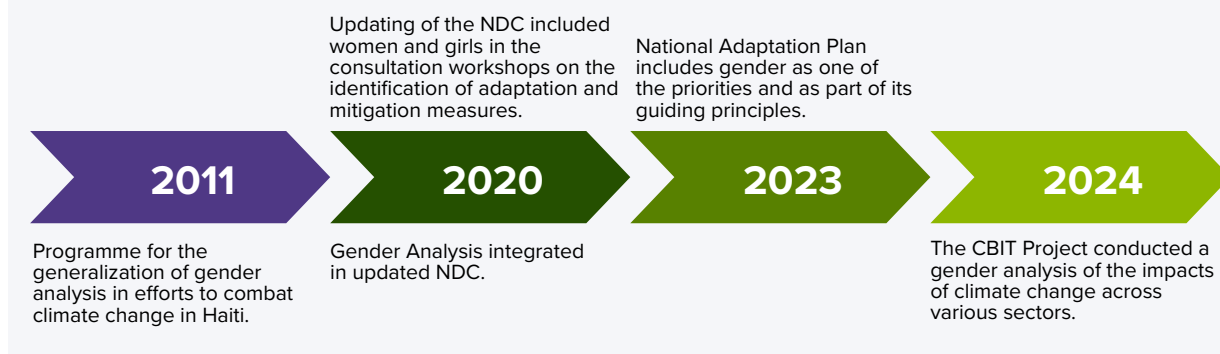 Updating of the NDC included
women and girls in the
consultation workshops on the
identification of adaptation and
mitigation measures.
National Adaptation Plan
includes gender as one of
the priorities and as part of its
guiding principles.
2011
2020
2023
2024
Programme for the
generalization of gender
analysis in efforts to combat
climate change in Haiti.
Gender Analysis integrated
in updated NDC.
The CBIT Project conducted a
gender analysis of the impacts
of climate change across
various sectors.